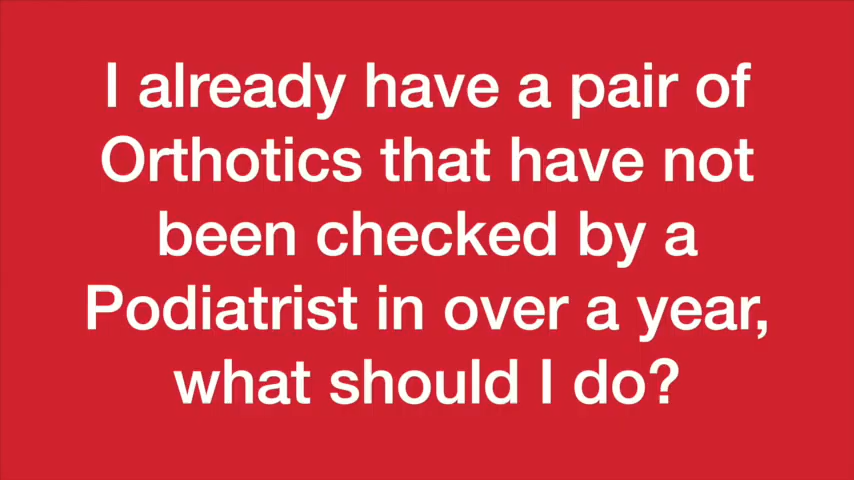 I already have a pair of
Orthotics that have not
been checked by a
Podiatrist in over a year,
what should I do?